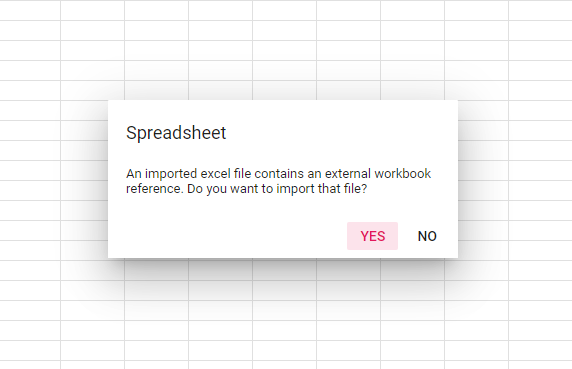 Spreadsheet
An imported excel file contains an external workbook
reference. Do you want to import that file?
YES NO